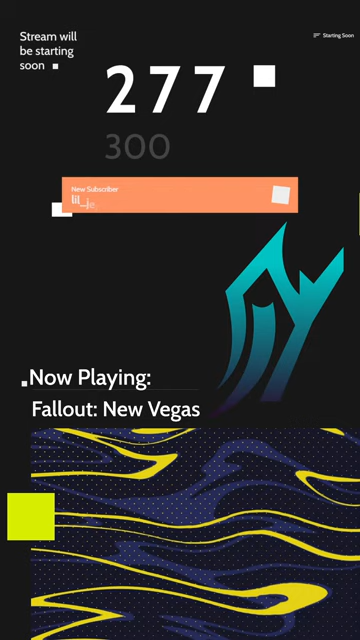 Stream will
be starting
soon
Starting Soon
277
300
New Subscriber
Now Playing:
Fallout: New Vegas